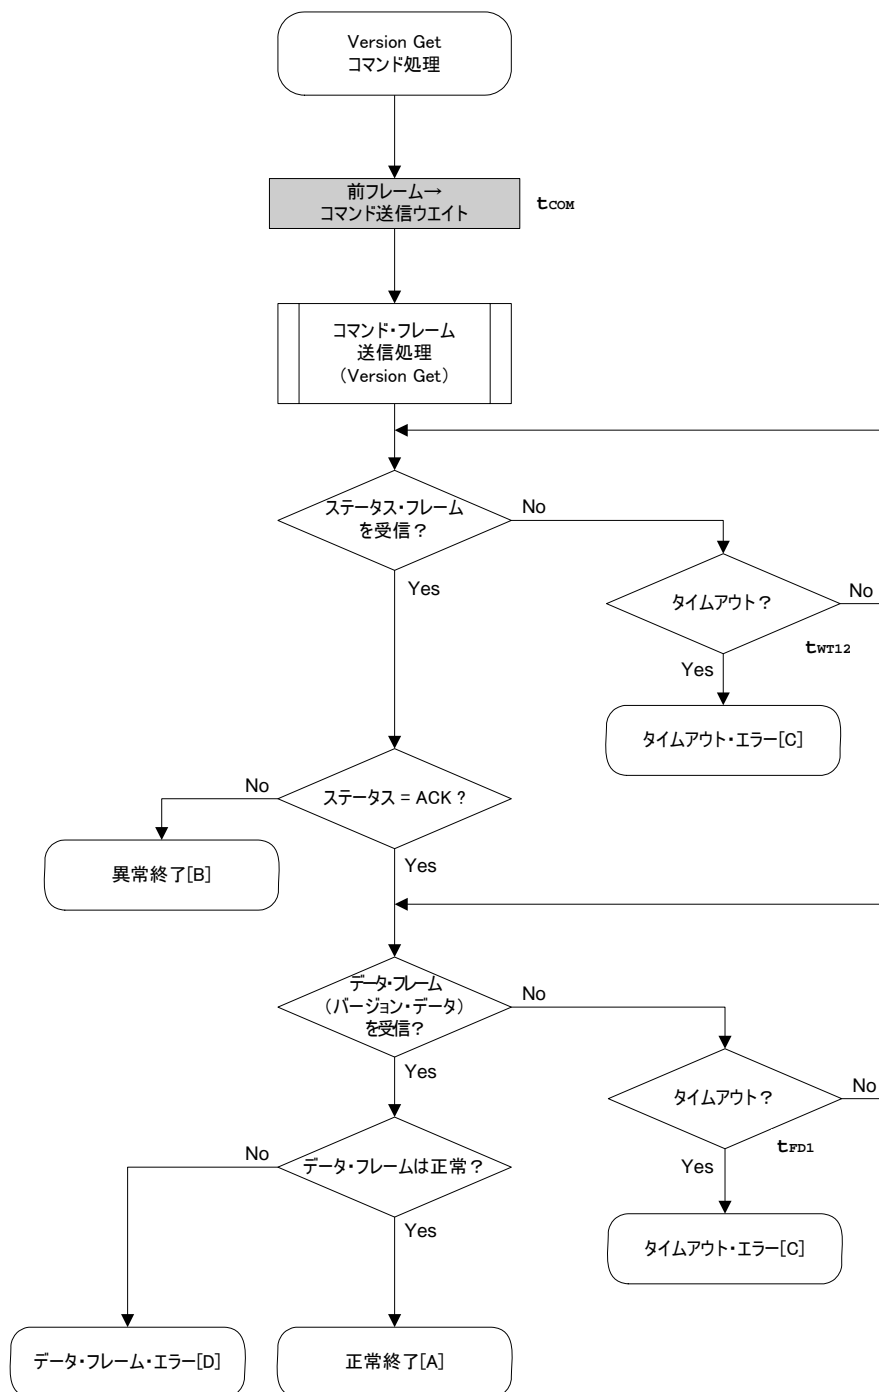 Version Get
コマンド処理
前フレーム→
コマンド送信ウエイト
tCOM
コマンド・フレーム
送信処理
（Version Get）
ステータス・フレーム
を受信？
No
Yes
タイムアウト？
No
tWT12
Yes
タイムアウト・エラー[C]
ステータス = ACK ?
No
異常終了[B]
Yes
データ・フレーム
（バージョン・データ）
を受信？
No
Yes
タイムアウト？
No
tFD1
Yes
タイムアウト・エラー[C]
データ・フレームは正常？
No
Yes
データ・フレーム・エラー[D]
正常終了[A]